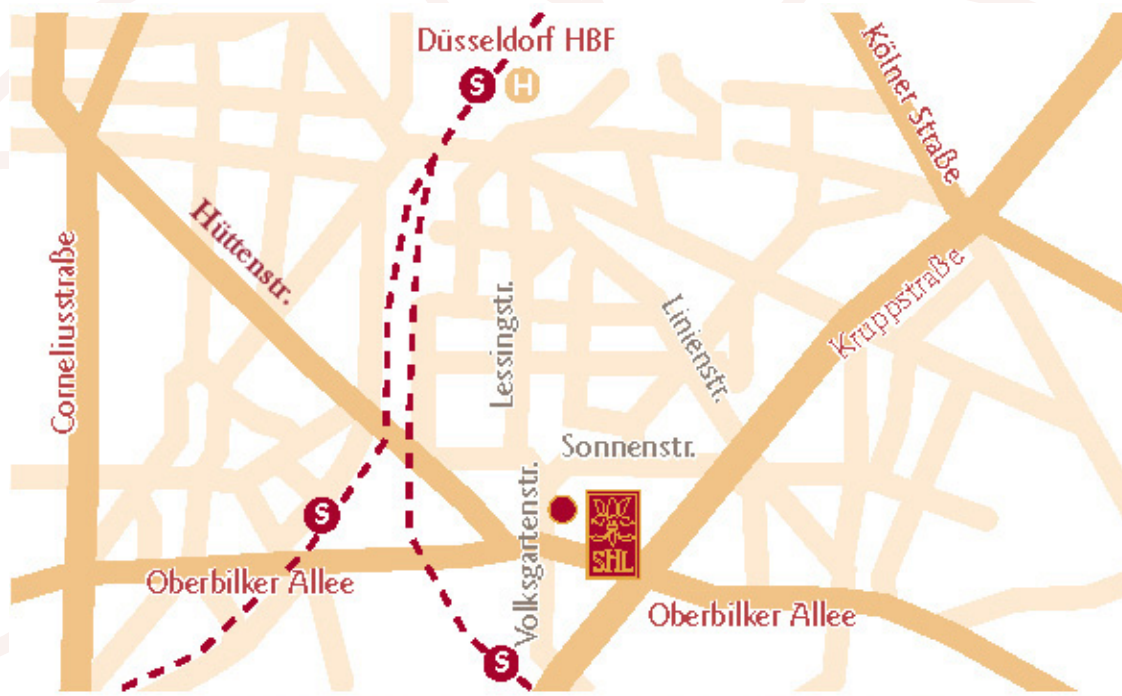 Düsseldorf HBF
S H
Kölner Straße
Hüttenstr.
Corneliusstraße
Lessingstr.
Linienstr.
Kruppstraße
Sonnenstr.
Volksgartenstr.
S
SHL
Oberbilker Allee
Oberbilker Allee
S